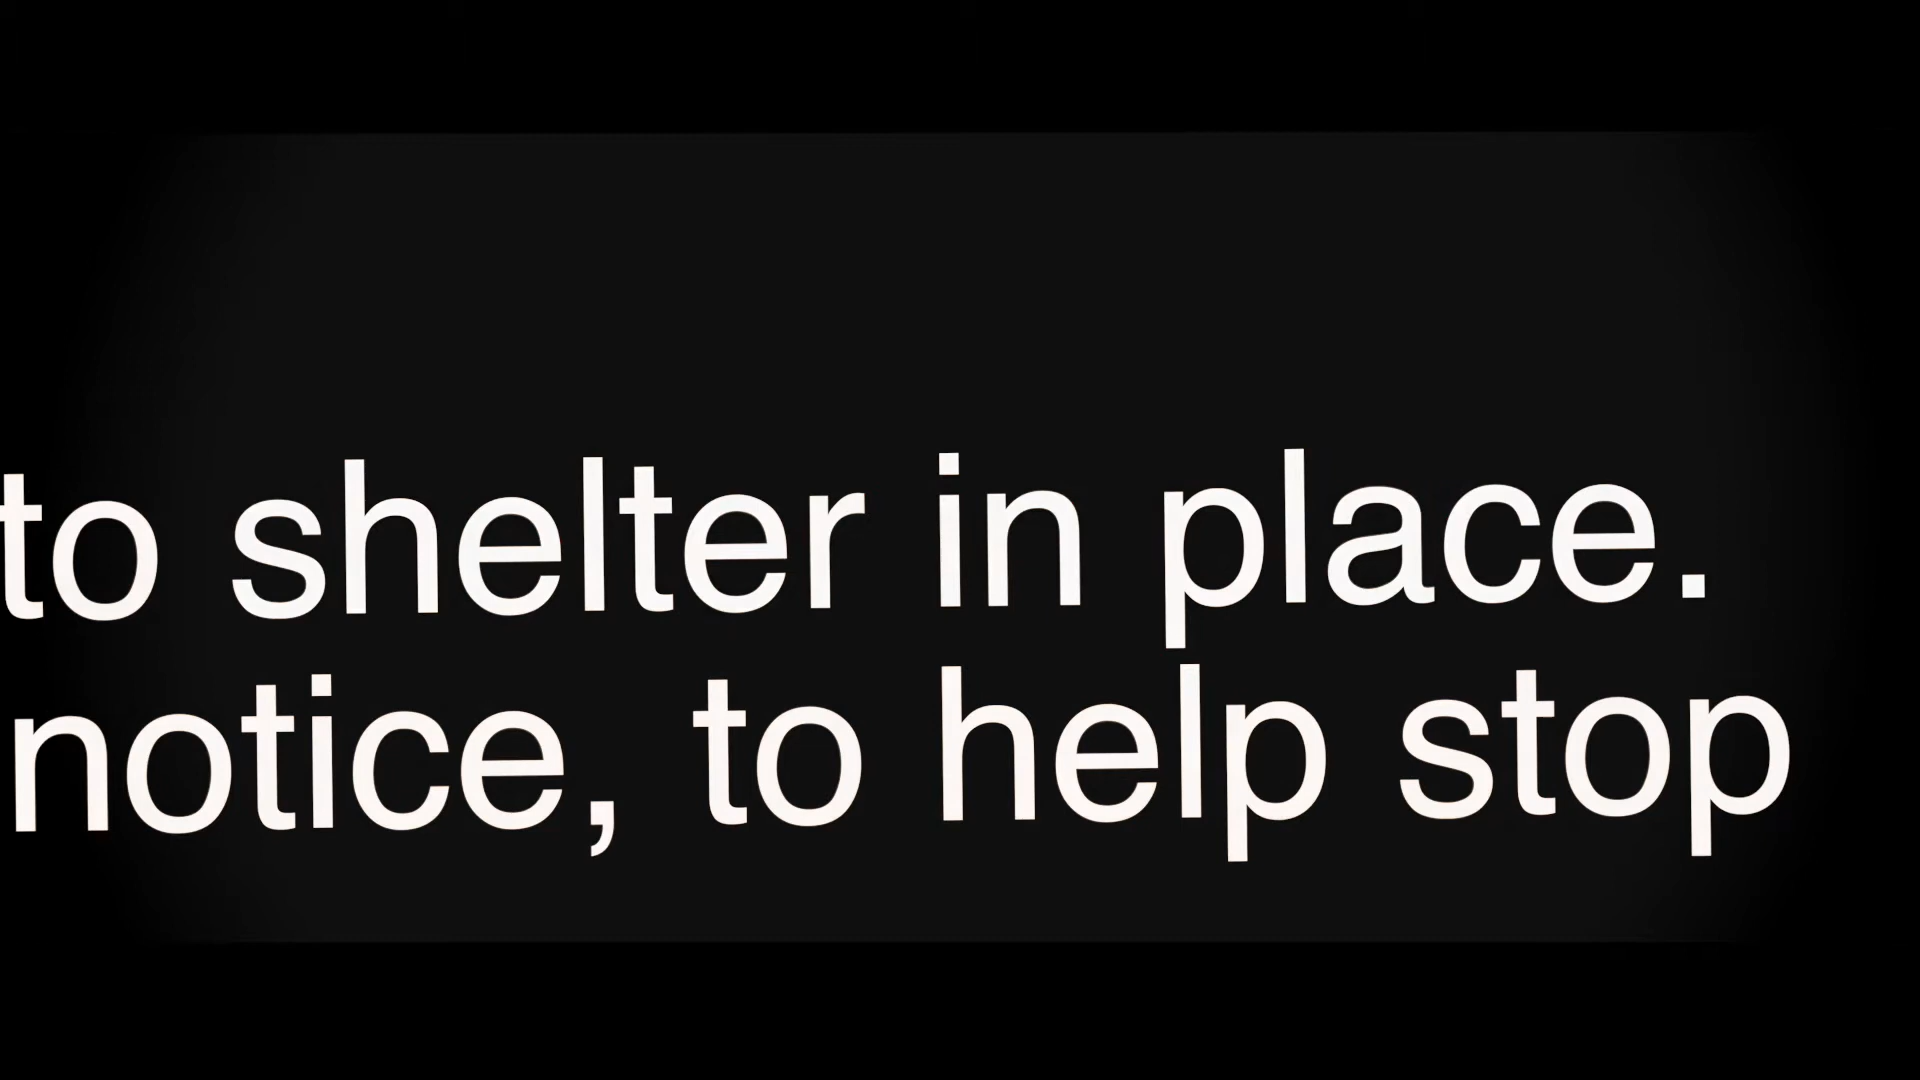 to shelter in place.
notice, to help stop